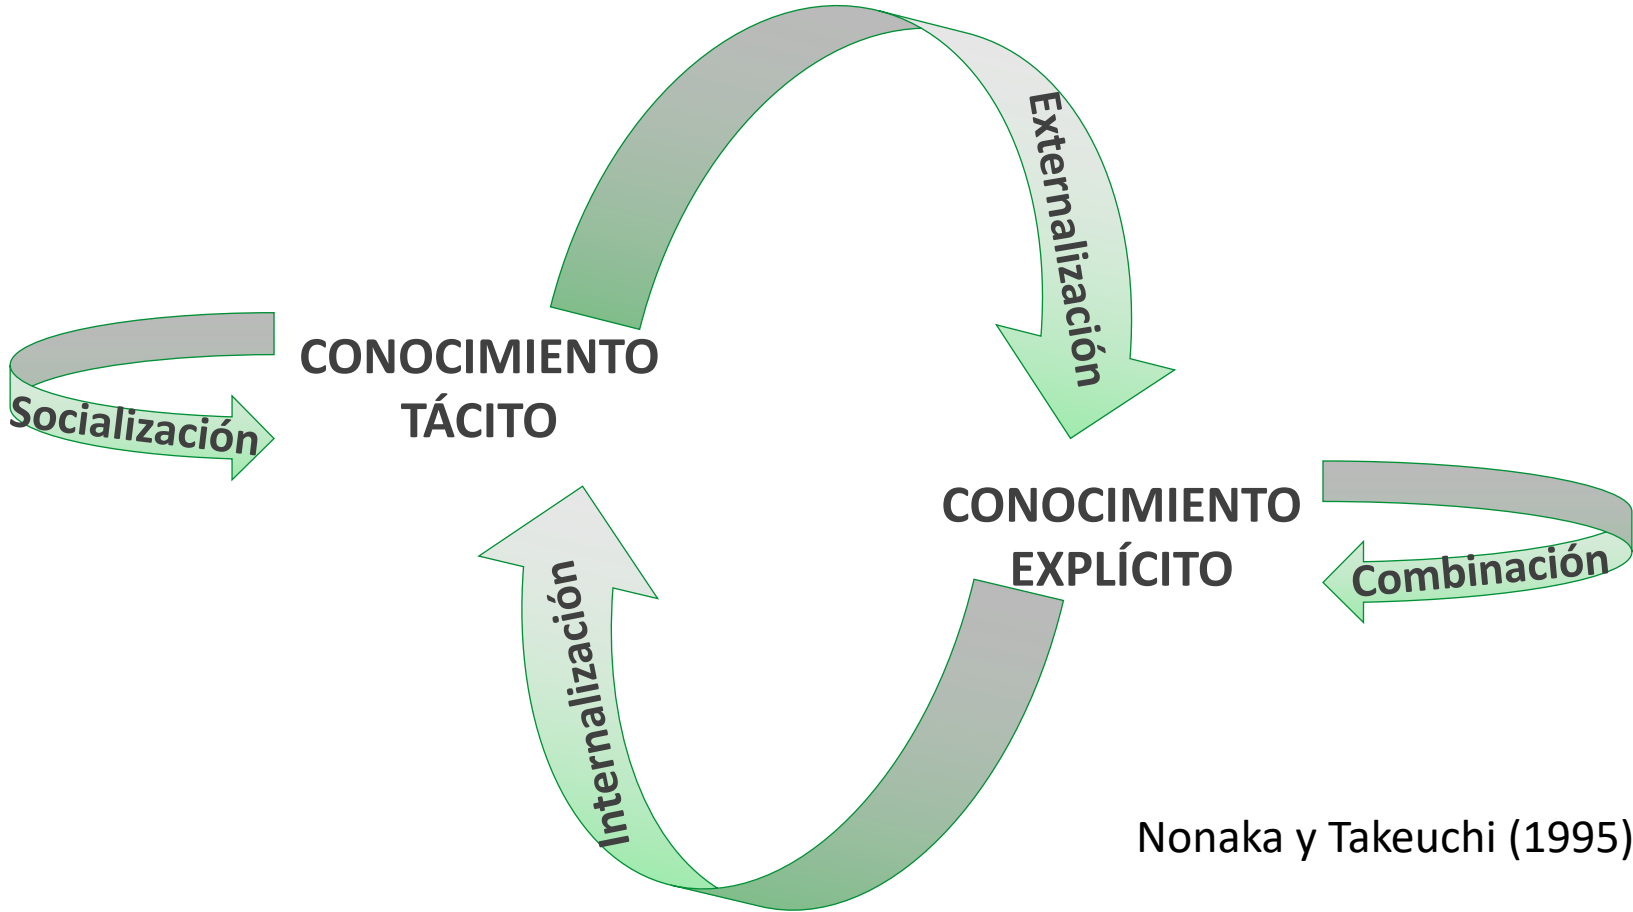 Externalización
CONOCIMIENTO
TÁCITO
Socialización
CONOCIMIENTO
EXPLÍCITO
Combinación
Internalización
Nonaka y Takeuchi (1995)